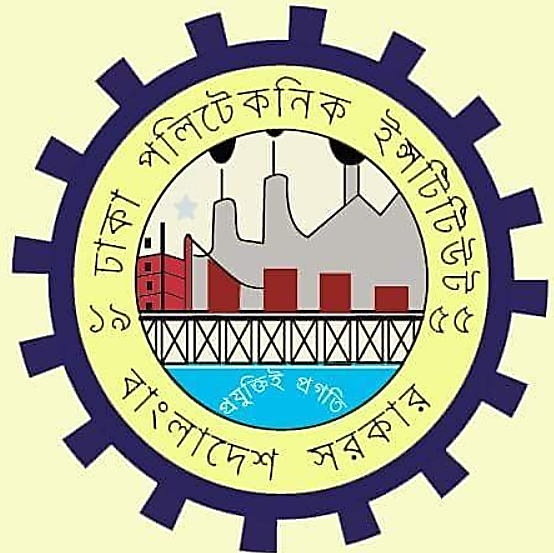 ঢাকা পলিটেকনিক ইন্সটিটিউট
১৯ ৫৫
প্রযুক্তিই প্রগতি
বাংলাদেশ সরকার